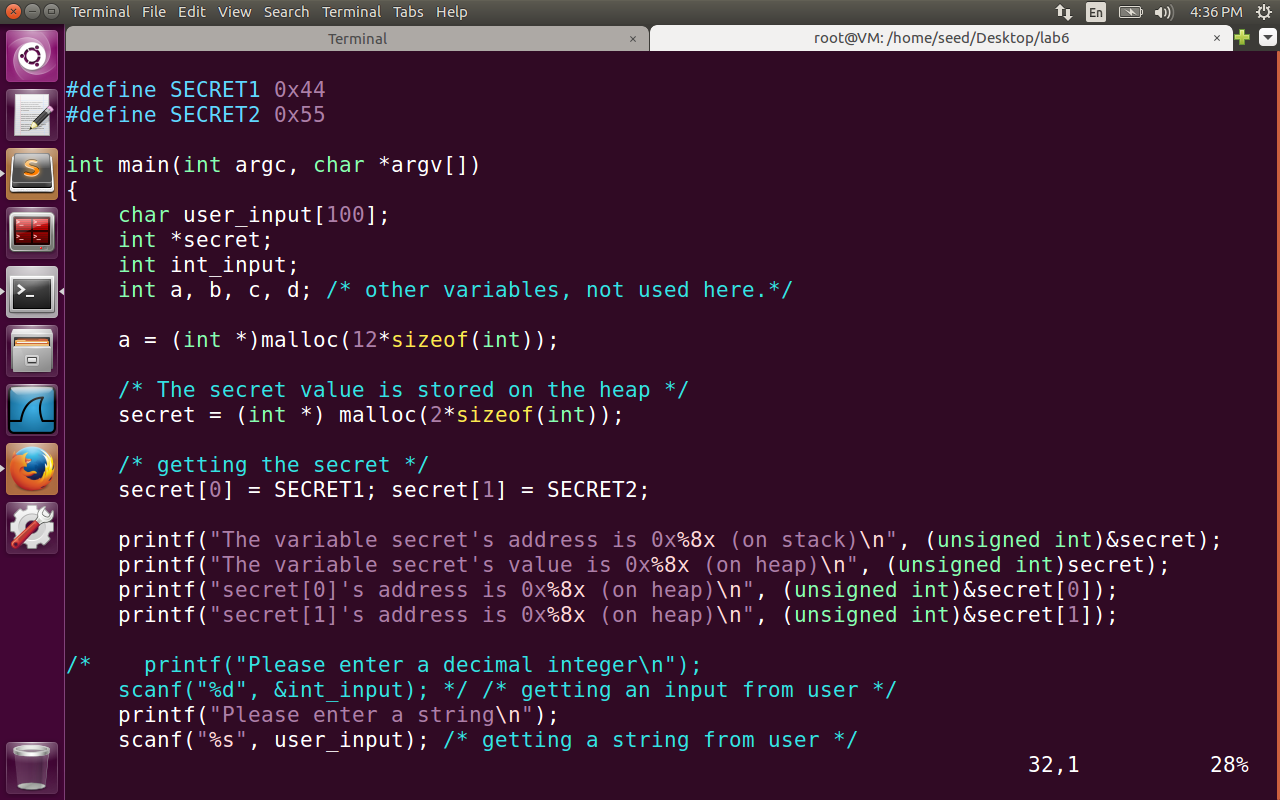 Terminal File Edit View Search Terminal Tabs Help En 4:36 PM
Terminal × root@VM: /home/seed/Desktop/lab6 ×
#define SECRET1 0x44
#define SECRET2 0x55
int main(int argc, char *argv[])
{
    char user_input[100];
    int *secret;
    int int_input;
    int a, b, c, d; /* other variables, not used here.*/
    a = (int *)malloc(12*sizeof(int));
    /* The secret value is stored on the heap */
    secret = (int *) malloc(2*sizeof(int));
    /* getting the secret */
    secret[0] = SECRET1; secret[1] = SECRET2;
    printf("The variable secret's address is 0x%8x (on stack)\n", (unsigned int)&secret);
    printf("The variable secret's value is 0x%8x (on heap)\n", (unsigned int)secret);
    printf("secret[0]'s address is 0x%8x (on heap)\n", (unsigned int)&secret[0]);
    printf("secret[1]'s address is 0x%8x (on heap)\n", (unsigned int)&secret[1]);
/*    printf("Please enter a decimal integer\n");
    scanf("%d", &int_input); */ /* getting an input from user */
    printf("Please enter a string\n");
    scanf("%s", user_input); /* getting a string from user */
32,1 28%